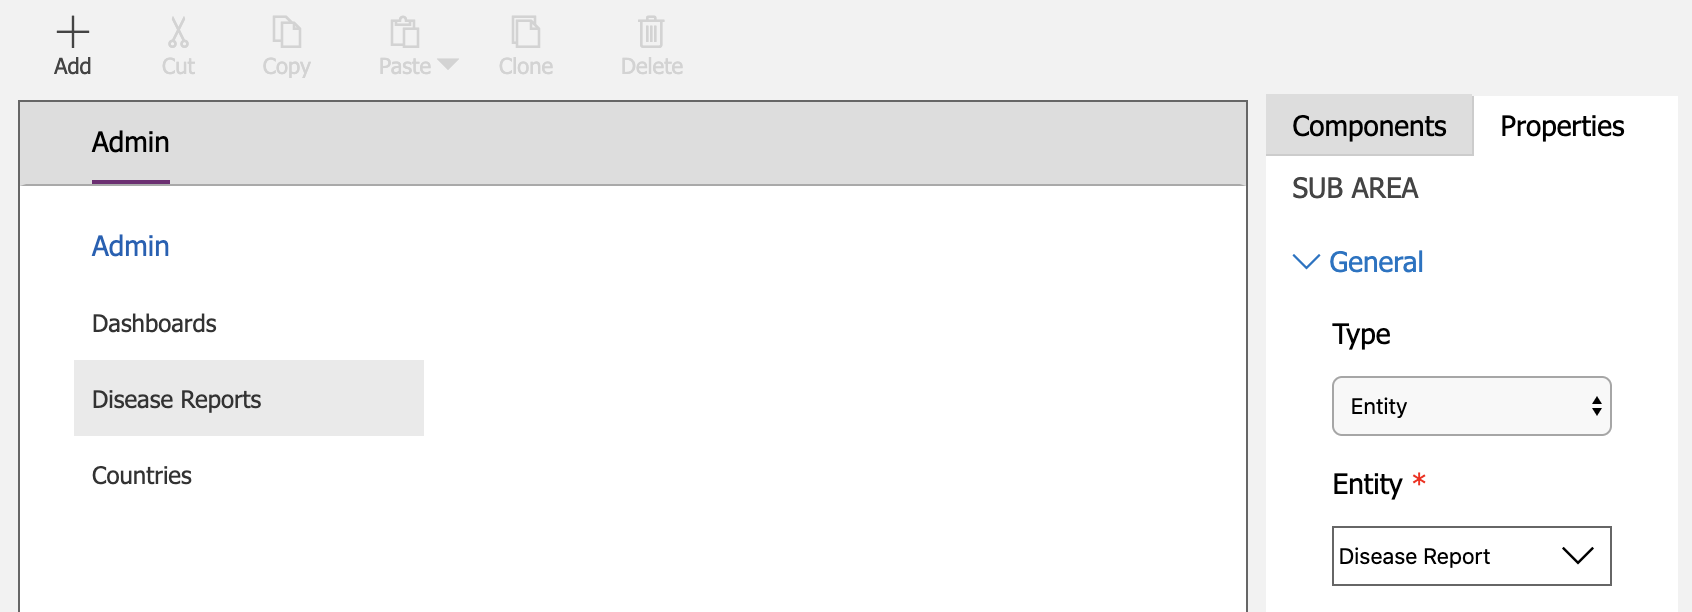 Add Cut Copy Paste Clone Delete
Admin
Admin
Dashboards
Disease Reports
Countries
Components Properties
SUB AREA
General
Type
Entity
Entity *
Disease Report